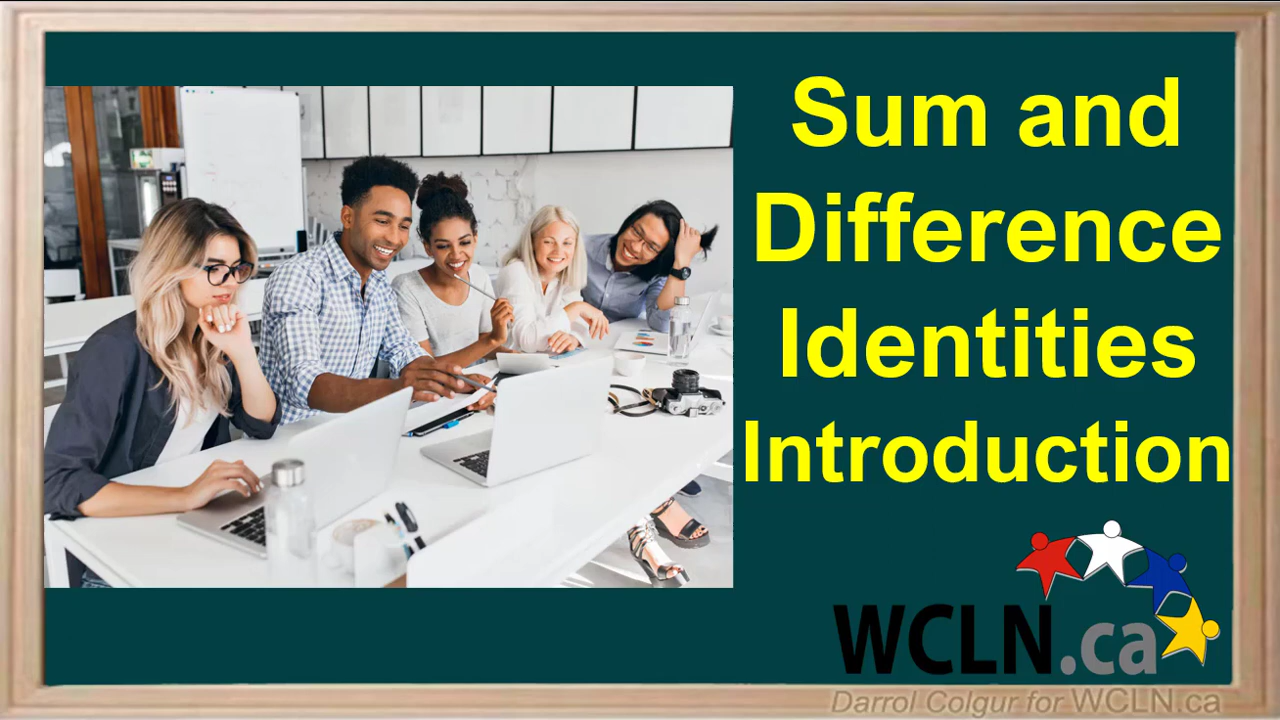 Sum and
Difference
Identities
Introduction
WCLN.ca
Darrol Colgur for WCLN.ca